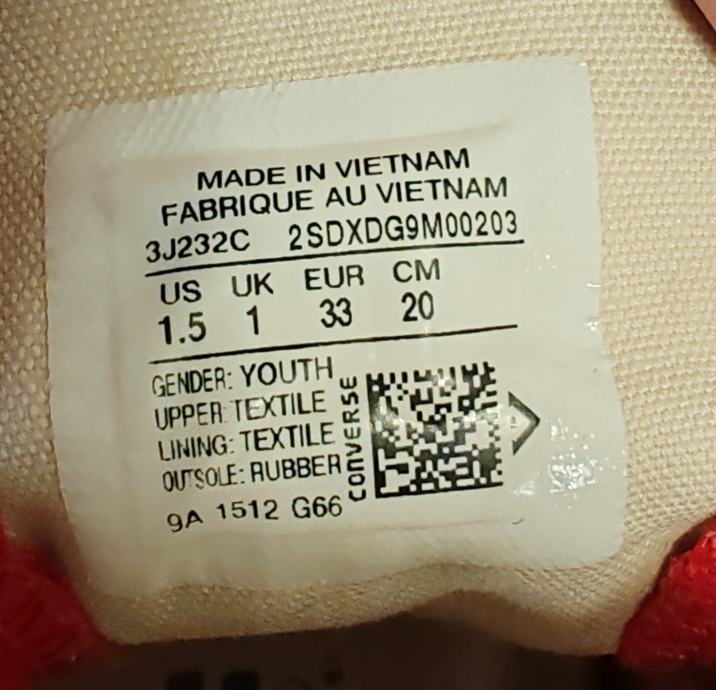 MADE IN VIETNAM
FABRIQUE AU VIETNAM
3J232C 2SDXDG9M00203
US UK EUR CM
1.5 1 33 20
GENDER: YOUTH
UPPER: TEXTILE
LINING: TEXTILE
OUTSOLE: RUBBER
CONVERSE
9A 1512 G66